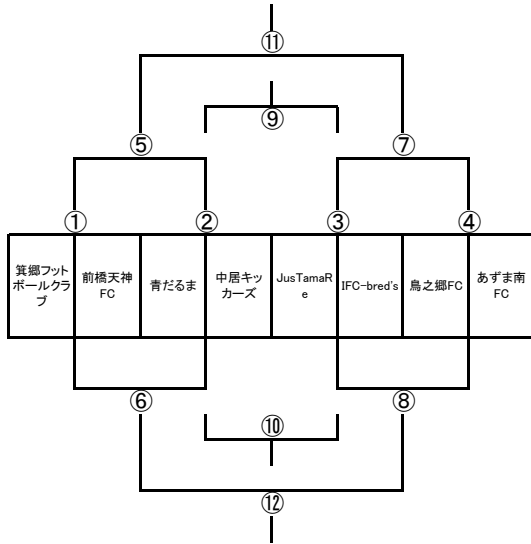 ⑪
⑨
⑤ ⑦
① ② ③ ④
箕郷フット
ボールクラ
ブ
前橋天神
FC
青だるま
中居キッ
カーズ
JusTamaR
e
IFC-bred's
鳥之郷FC
あずま南
FC
⑥ ⑧
⑩
⑫